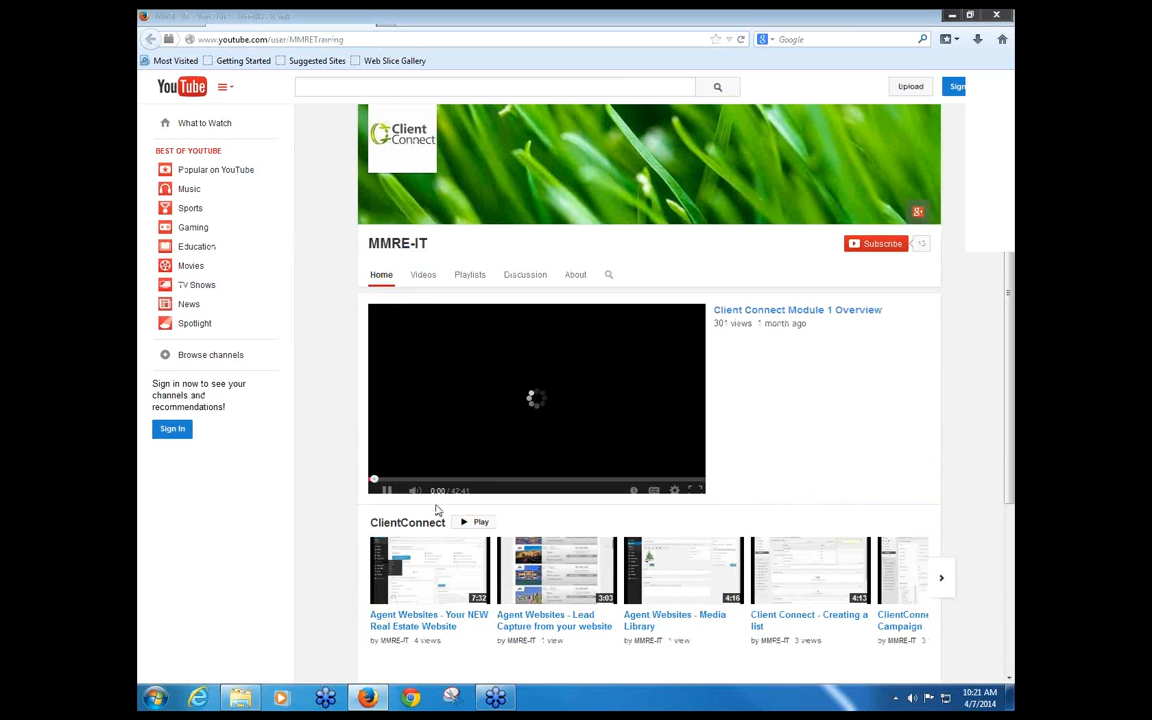 www.youtube.com/user/MMRETraining
Google
Most Visited Getting Started Suggested Sites Web Slice Gallery
YouTube
Upload
Sign
What to Watch
BEST OF YOUTUBE
Popular on YouTube
Music
Sports
Gaming
Education
Movies
TV Shows
News
Spotlight
Browse channels
Sign in now to see your
channels and
recommendations!
Sign In
Client
Connect
g+
MMRE-IT
Subscribe
Home Videos Playlists Discussion About
Client Connect Module 1 Overview
301 views 1 month ago
0:00 / 42:41
ClientConnect Play
7:32 3:03 4:16 4:13
Agent Websites - Your NEW
Real Estate Website
by MMRE-IT 4 views
Agent Websites - Lead
Capture from your website
by MMRE-IT 1 view
Agent Websites - Media
Library
by MMRE-IT 1 view
Client Connect - Creating a
list
by MMRE-IT 3 views
ClientConne
Campaign
by MMRE-IT 3
10:21 AM
4/7/2014